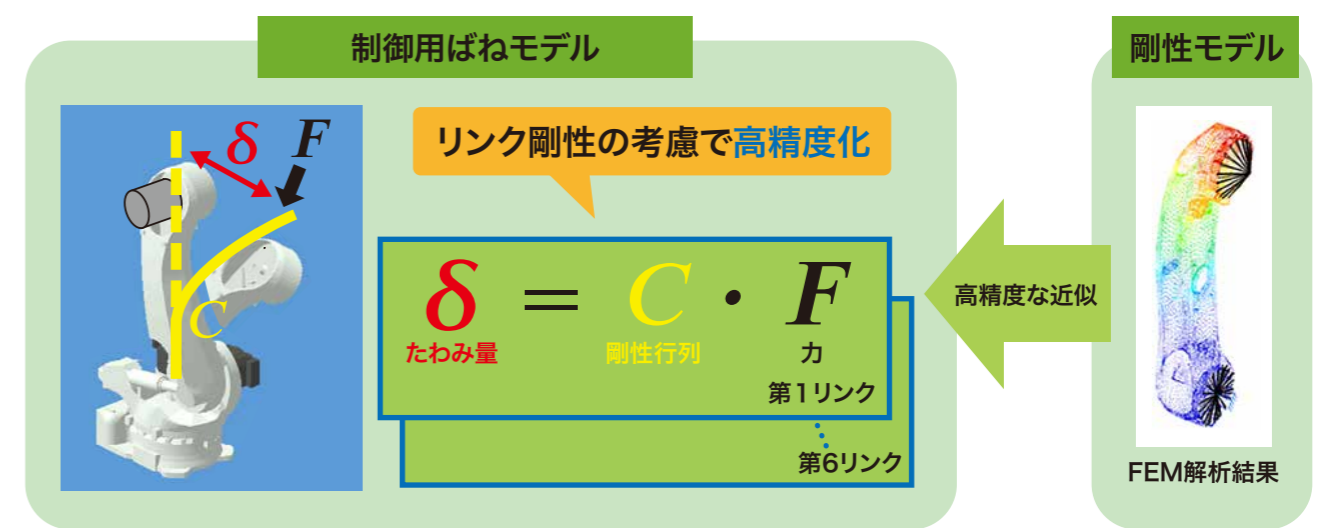 制御用ばねモデル
剛性モデル
δ F
C
リンク剛性の考慮で高精度化
δ = C・F
たわみ量 剛性行列 力
第1リンク
第6リンク
高精度な近似
FEM解析結果